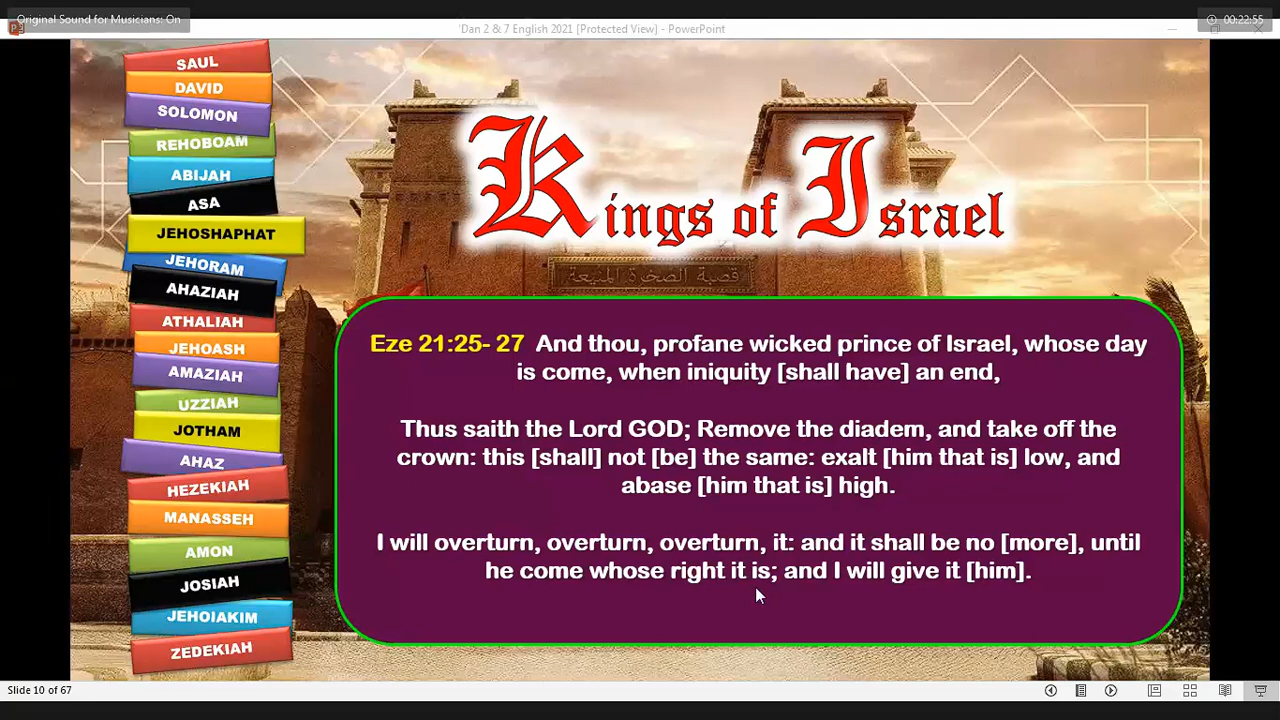 Original Sound for Musicians: On
'Dan 2 & 7 English 2021 [Protected View] - PowerPoint
00:22:55
SAUL
DAVID
SOLOMON
REHOBOAM
ABIJAH
ASA
JEHOSHAPHAT
JEHORAM
AHAZIAH
ATHALIAH
JEHOASH
AMAZIAH
UZZIAH
JOTHAM
AHAZ
HEZEKIAH
MANASSEH
AMON
JOSIAH
JEHOIAKIM
ZEDEKIAH
Kings of Israel
قصبة الصخرة المنيعة
Eze 21:25- 27 And thou, profane wicked prince of Israel, whose day
is come, when iniquity [shall have] an end,
Thus saith the Lord GOD; Remove the diadem, and take off the
crown: this [shall] not [be] the same: exalt [him that is] low, and
abase [him that is] high.
I will overturn, overturn, overturn, it: and it shall be no [more], until
he come whose right it is; and I will give it [him].
Slide 10 of 67